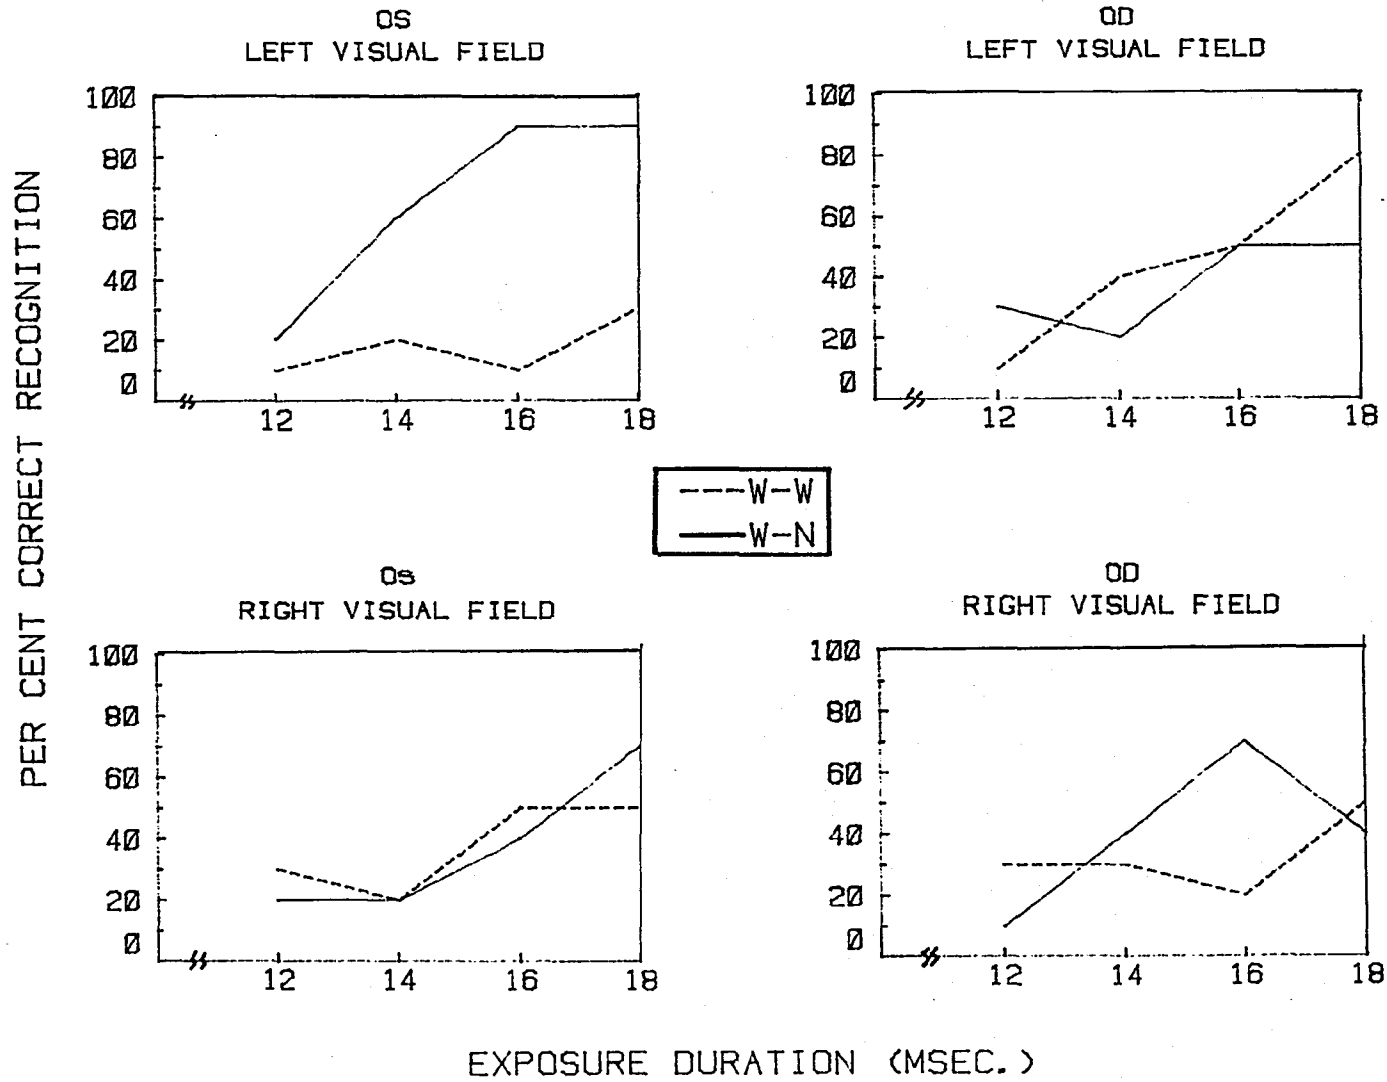 OS
LEFT VISUAL FIELD
OD
LEFT VISUAL FIELD
100
80
60
40
20
0
12 14 16 18
100
80
60
40
20
0
12 14 16 18
PER CENT CORRECT RECOGNITION
W-W
W-N
Os
RIGHT VISUAL FIELD
OD
RIGHT VISUAL FIELD
100
80
60
40
20
0
12 14 16 18
100
80
60
40
20
0
12 14 16 18
EXPOSURE DURATION (MSEC.)